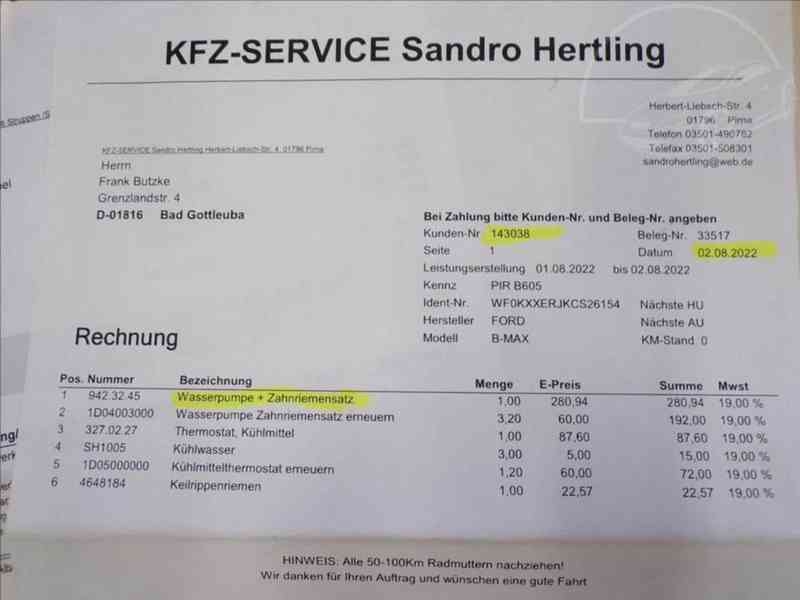 KFZ-SERVICE Sandro Hertling
Herbert-Liebsch-Str. 4
01796 Pirna
Telefon 03501-490762
Telefax 03501-508301
sandrohertling@web.de
KFZ-SERVICE Sandro Hertling Herbert-Liebsch-Str. 4, 01796 Pirna
Herrn
Frank Butzke
Grenzlandstr. 4
D-01816 Bad Gottleuba
Bei Zahlung bitte Kunden-Nr. und Beleg-Nr. angeben
Kunden-Nr 143038 Beleg-Nr. 33517
Seite 1 Datum 02.08.2022
Leistungserstellung 01.08.2022 bis 02.08.2022
Kennz PIR B605
Ident-Nr. WF0KXXERJKCS26154 Nächste HU
Hersteller FORD Nächste AU
Modell B-MAX KM-Stand 0
Rechnung
Pos. Nummer Bezeichnung Menge E-Preis Summe Mwst
1 942.32.45 Wasserpumpe + Zahnriemensatz 1,00 280,94 280,94 19,00 %
2 1D04003000 Wasserpumpe Zahnriemensatz erneuern 3,20 60,00 192,00 19,00 %
3 327.02.27 Thermostat, Kühlmittel 1,00 87,60 87,60 19,00 %
4 SH1005 Kühlwasser 3,00 5,00 15,00 19,00 %
5 1D05000000 Kühlmittelthermostat erneuern 1,20 60,00 72,00 19,00 %
6 4648184 Keilrippenriemen 1,00 22,57 22,57 19,00 %
HINWEIS: Alle 50-100Km Radmuttern nachziehen!
Wir danken für Ihren Auftrag und wünschen eine gute Fahrt